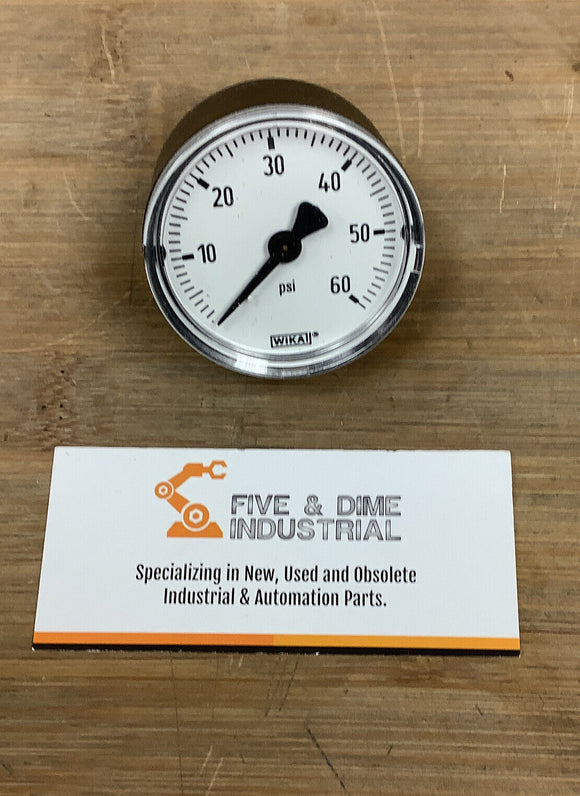 30
20
40
10
50
60
psi
WIKA
FIVE & DIME
INDUSTRIAL
Specializing in New, Used and Obsolete
Industrial & Automation Parts.